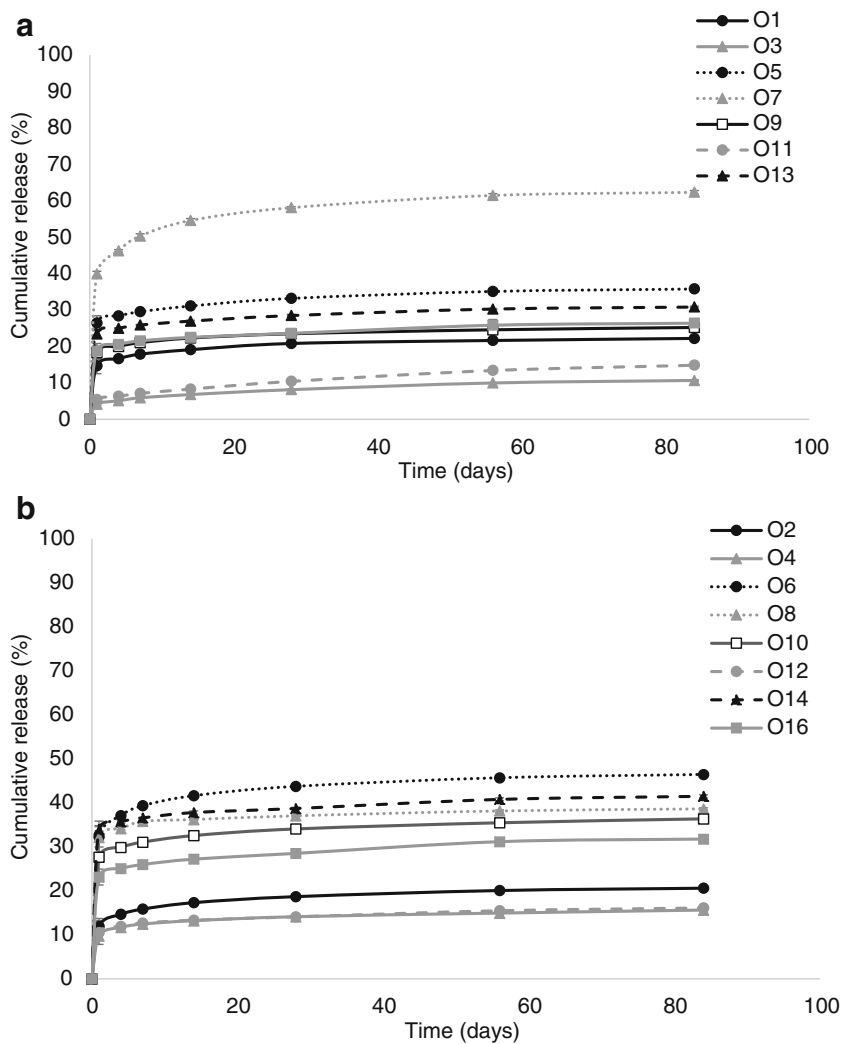 a
O1
O3
O5
O7
O9
O11
O13
100
90
80
70
60
50
40
30
20
10
0
Cumulative release (%)
0 20 40 60 80 100
Time (days)
b
O2
O4
O6
O8
O10
O12
O14
O16
100
90
80
70
60
50
40
30
20
10
0
Cumulative release (%)
0 20 40 60 80 100
Time (days)